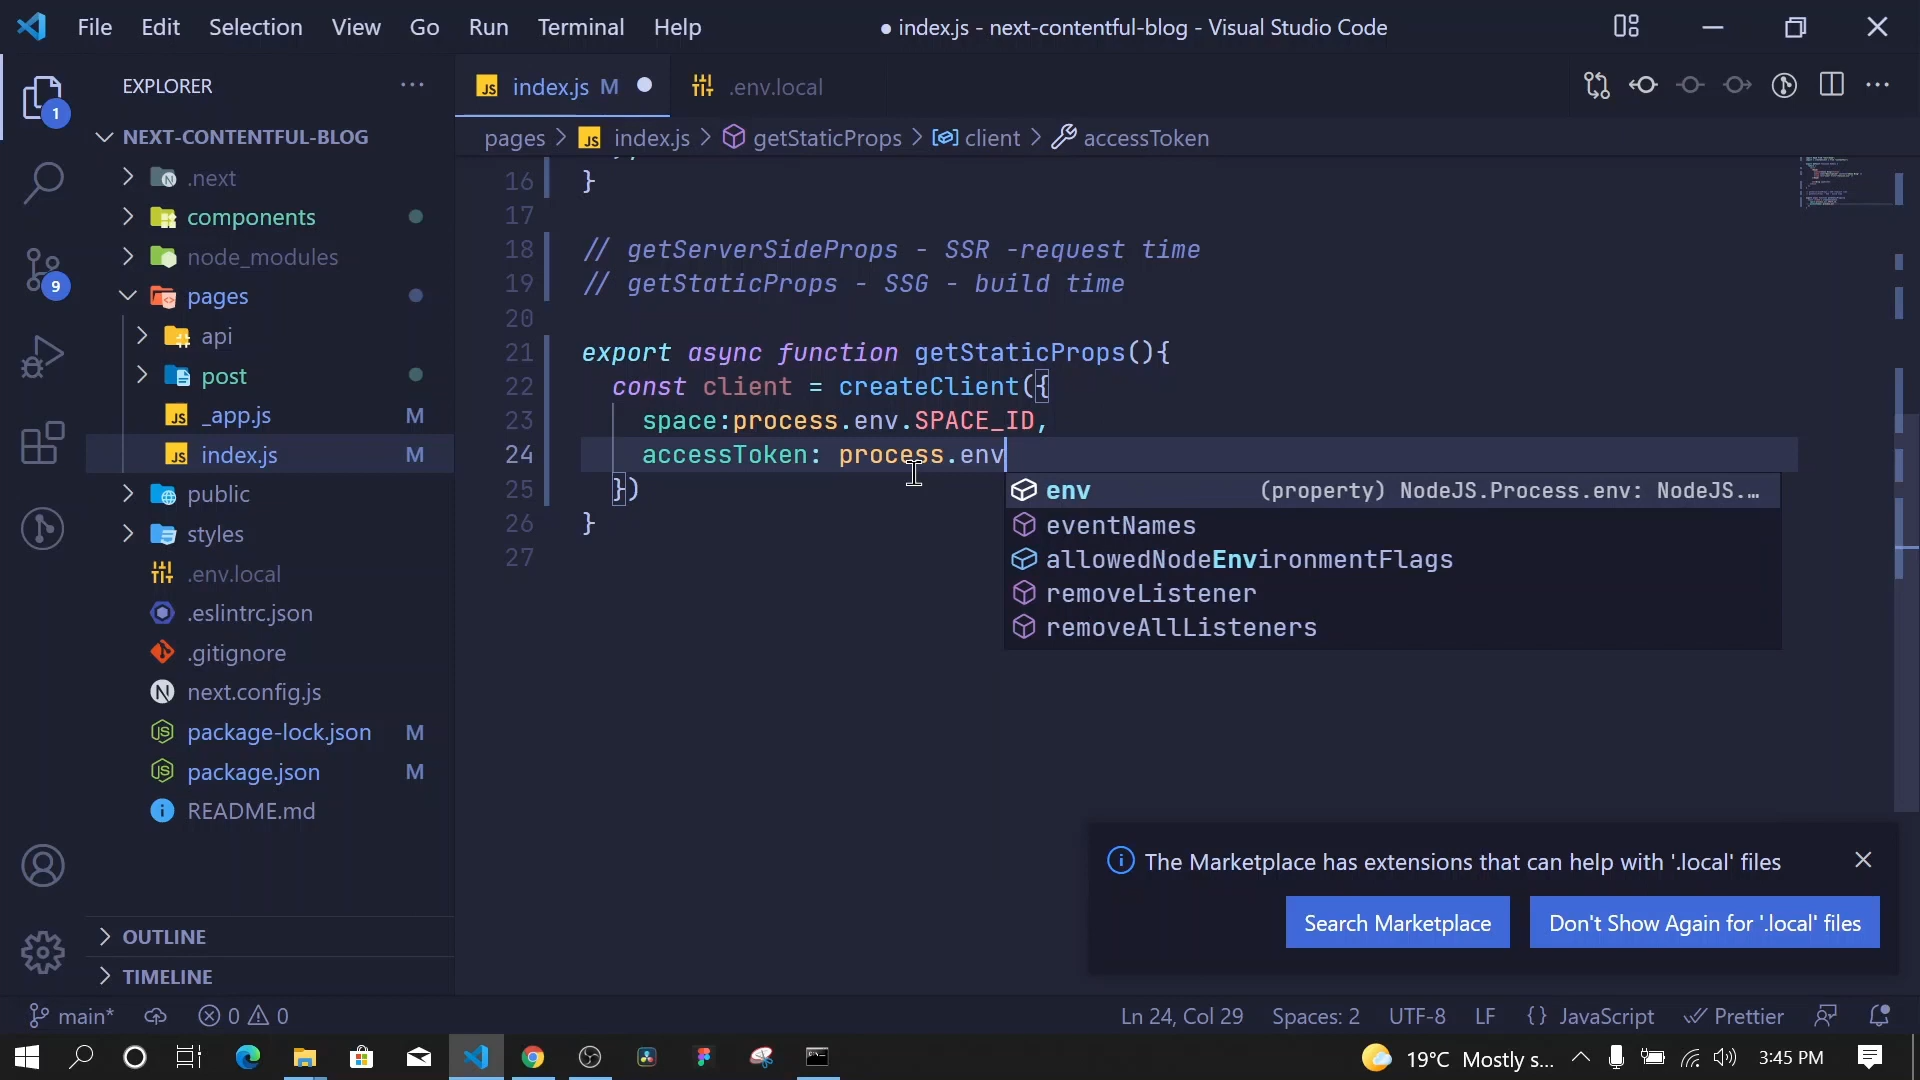 File Edit Selection View Go Run Terminal Help
● index.js - next-contentful-blog - Visual Studio Code
EXPLORER
1
NEXT-CONTENTFUL-BLOG
.next
components
node_modules
9
pages
api
post
_app.js M
index.js M
public
styles
.env.local
.eslintrc.json
.gitignore
next.config.js
package-lock.json M
package.json M
README.md
OUTLINE
TIMELINE
JS index.js M
.env.local
pages > JS index.js > getStaticProps > client > accessToken
16 }
17
18 // getServerSideProps - SSR -request time
19 // getStaticProps - SSG - build time
20
21 export async function getStaticProps(){
22 const client = createClient({
23 space:process.env.SPACE_ID,
24 accessToken: process.env
25 })
26 }
27
env (property) NodeJS.Process.env: NodeJS.…
eventNames
allowedNodeEnvironmentFlags
removeListener
removeAllListeners
The Marketplace has extensions that can help with '.local' files
Search Marketplace
Don't Show Again for '.local' files
main* 0 0
Ln 24, Col 29 Spaces: 2 UTF-8 LF {} JavaScript Prettier
19°C Mostly s... 3:45 PM